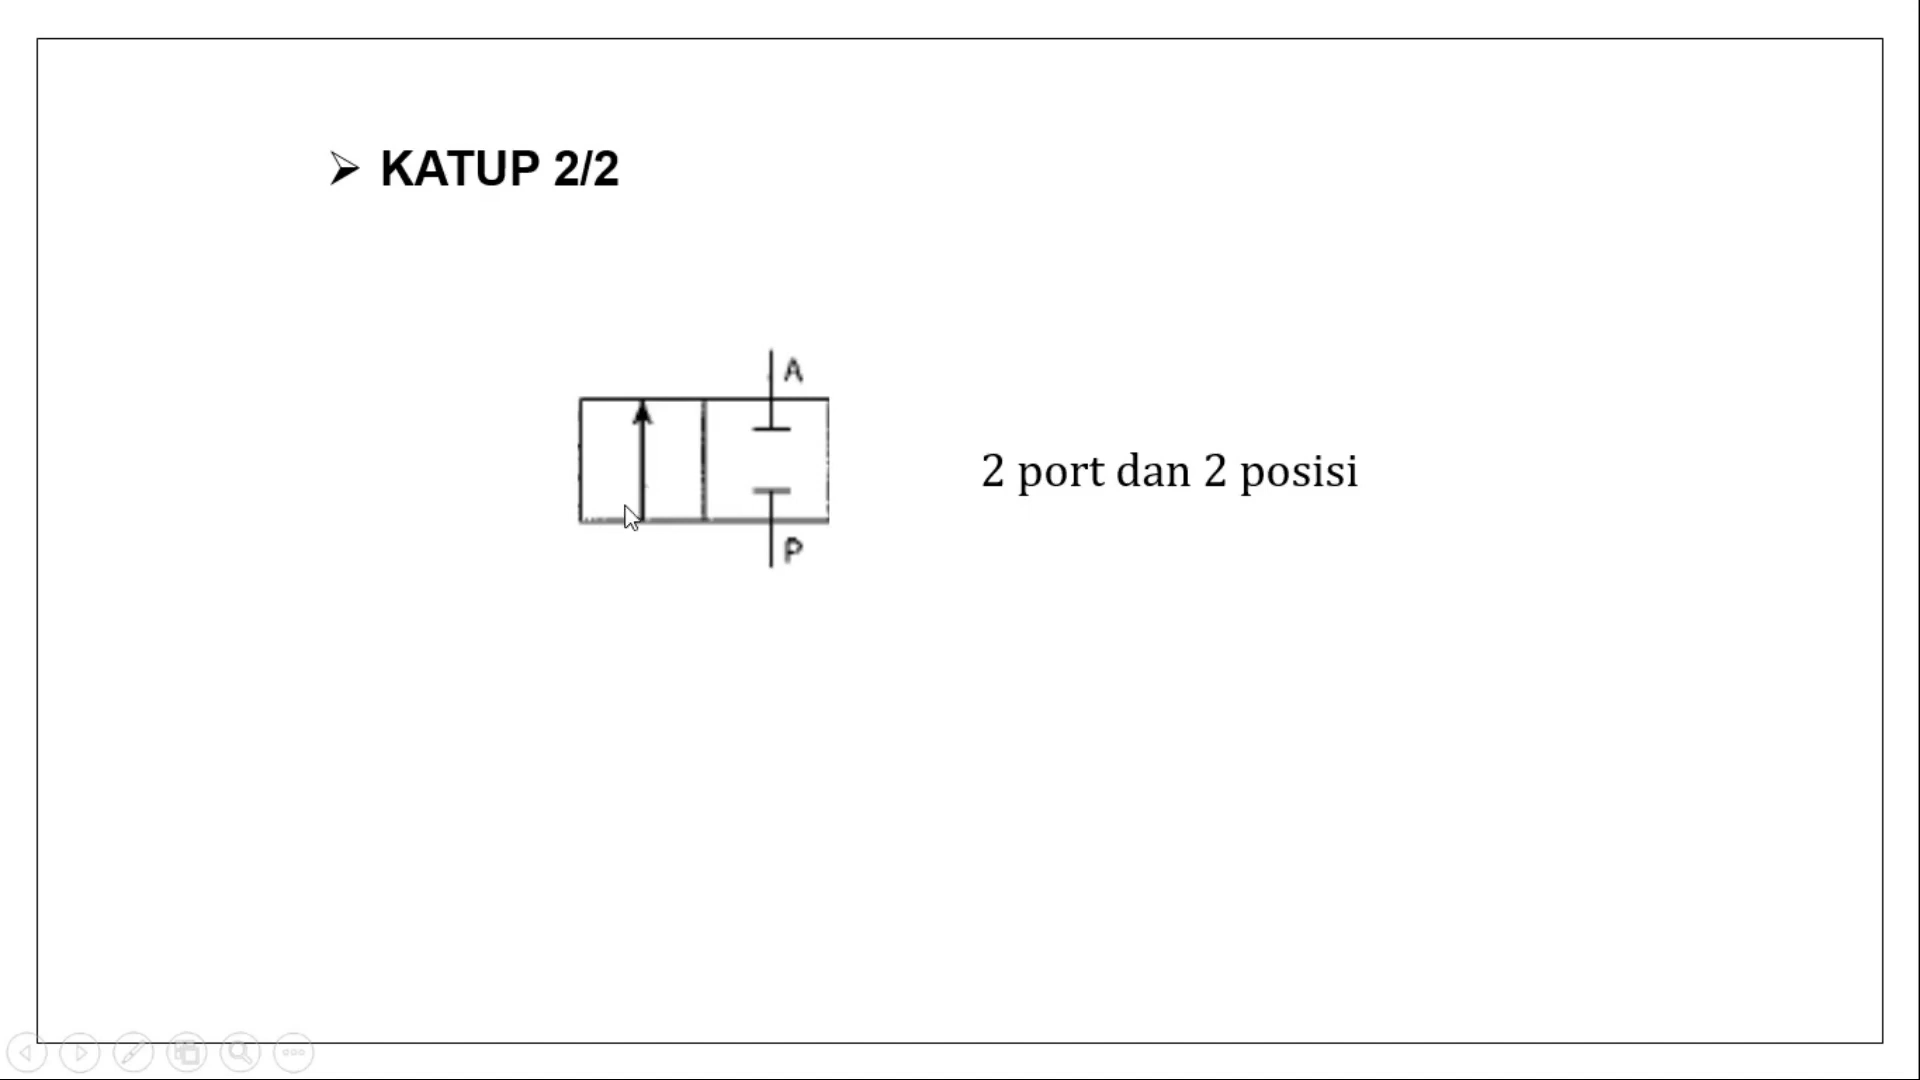 ➢ KATUP 2/2
A
2 port dan 2 posisi
P